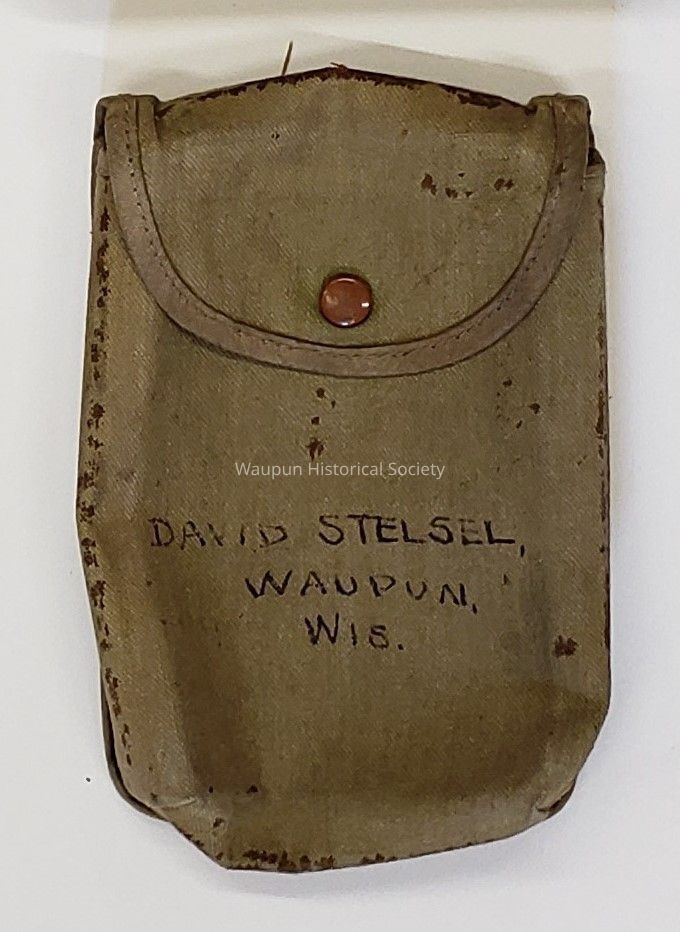 Waupun Historical Society
DAVID STELSEL,
WAUPUN,
WIS.